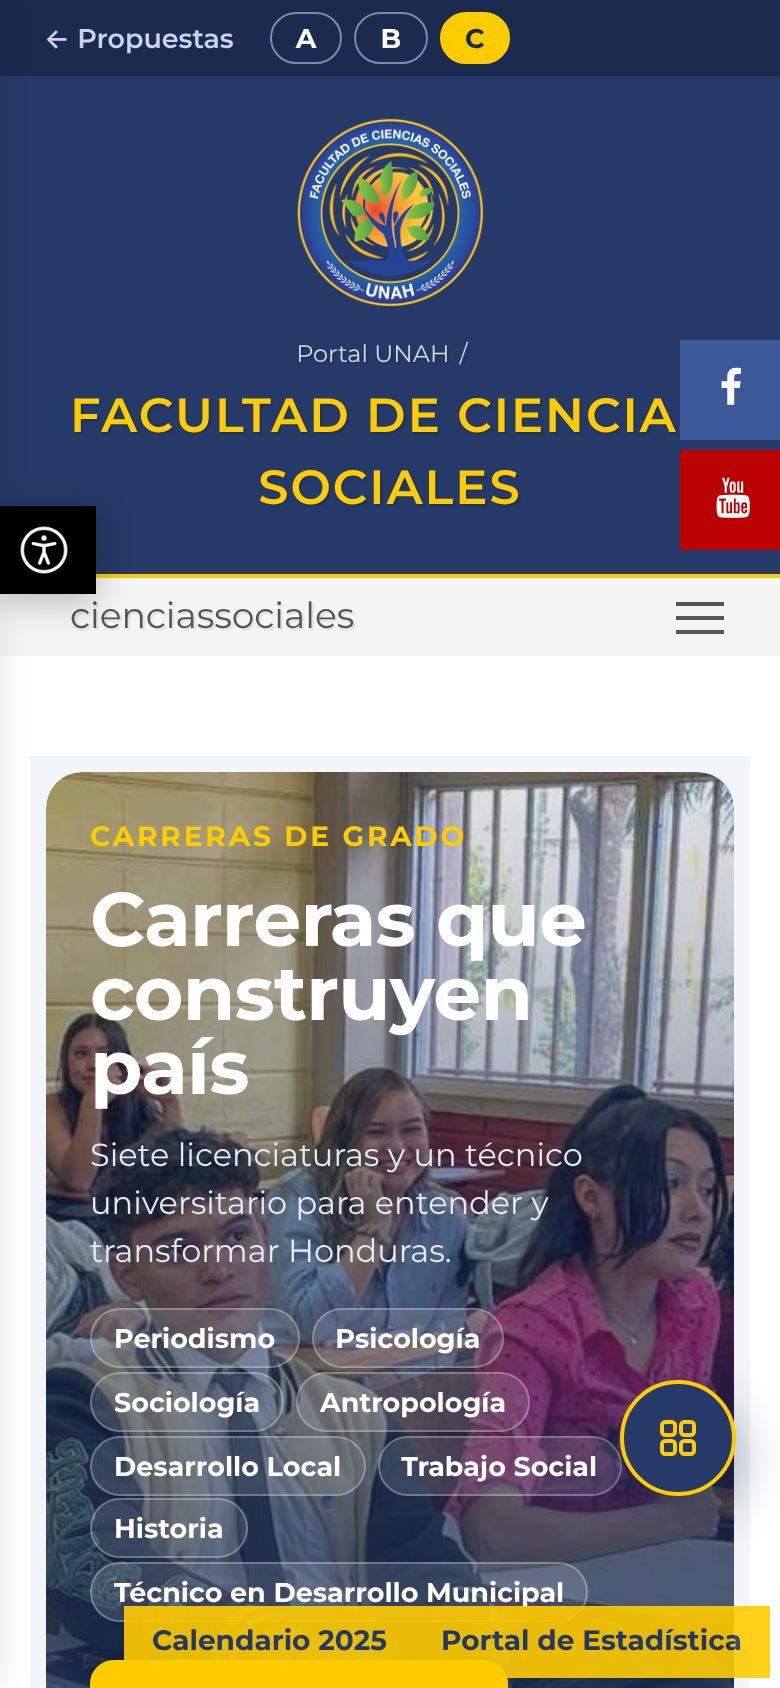 ← Propuestas A B C
FACULTAD DE CIENCIAS SOCIALES
UNAH
Portal UNAH /
FACULTAD DE CIENCIAS
SOCIALES
You
Tube
cienciassociales
CARRERAS DE GRADO
Carreras que
construyen
país
Siete licenciaturas y un técnico
universitario para entender y
transformar Honduras.
Periodismo Psicología
Sociología Antropología
Desarrollo Local Trabajo Social
Historia
Técnico en Desarrollo Municipal
Calendario 2025 Portal de Estadística